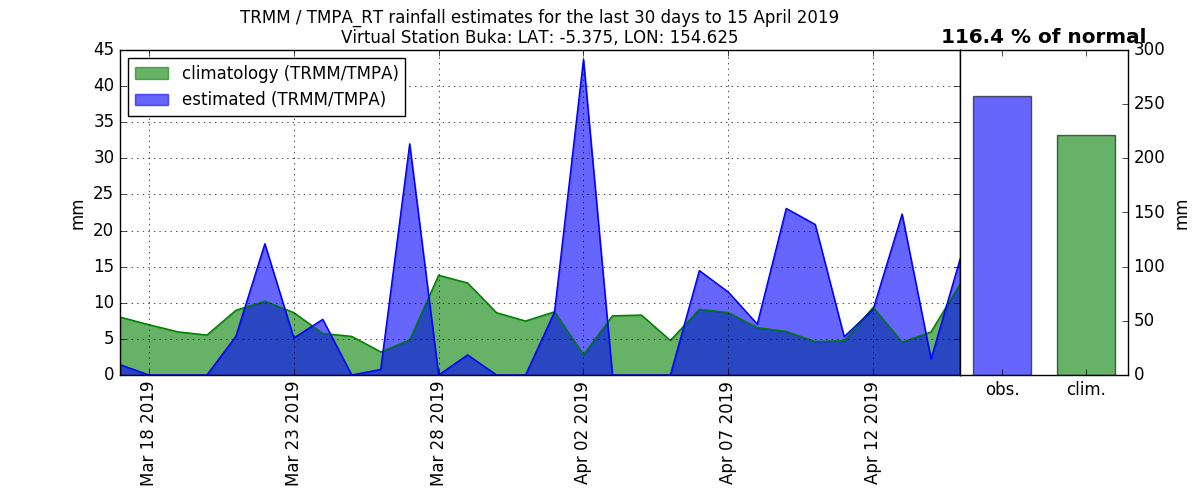 TRMM / TMPA_RT rainfall estimates for the last 30 days to 15 April 2019
Virtual Station Buka: LAT: -5.375, LON: 154.625
116.4 % of normal
climatology (TRMM/TMPA)
estimated (TRMM/TMPA)
45
40
35
30
25
20
15
10
5
0
mm
300
250
200
150
100
50
0
mm
Mar 18 2019
Mar 23 2019
Mar 28 2019
Apr 02 2019
Apr 07 2019
Apr 12 2019
obs.
clim.